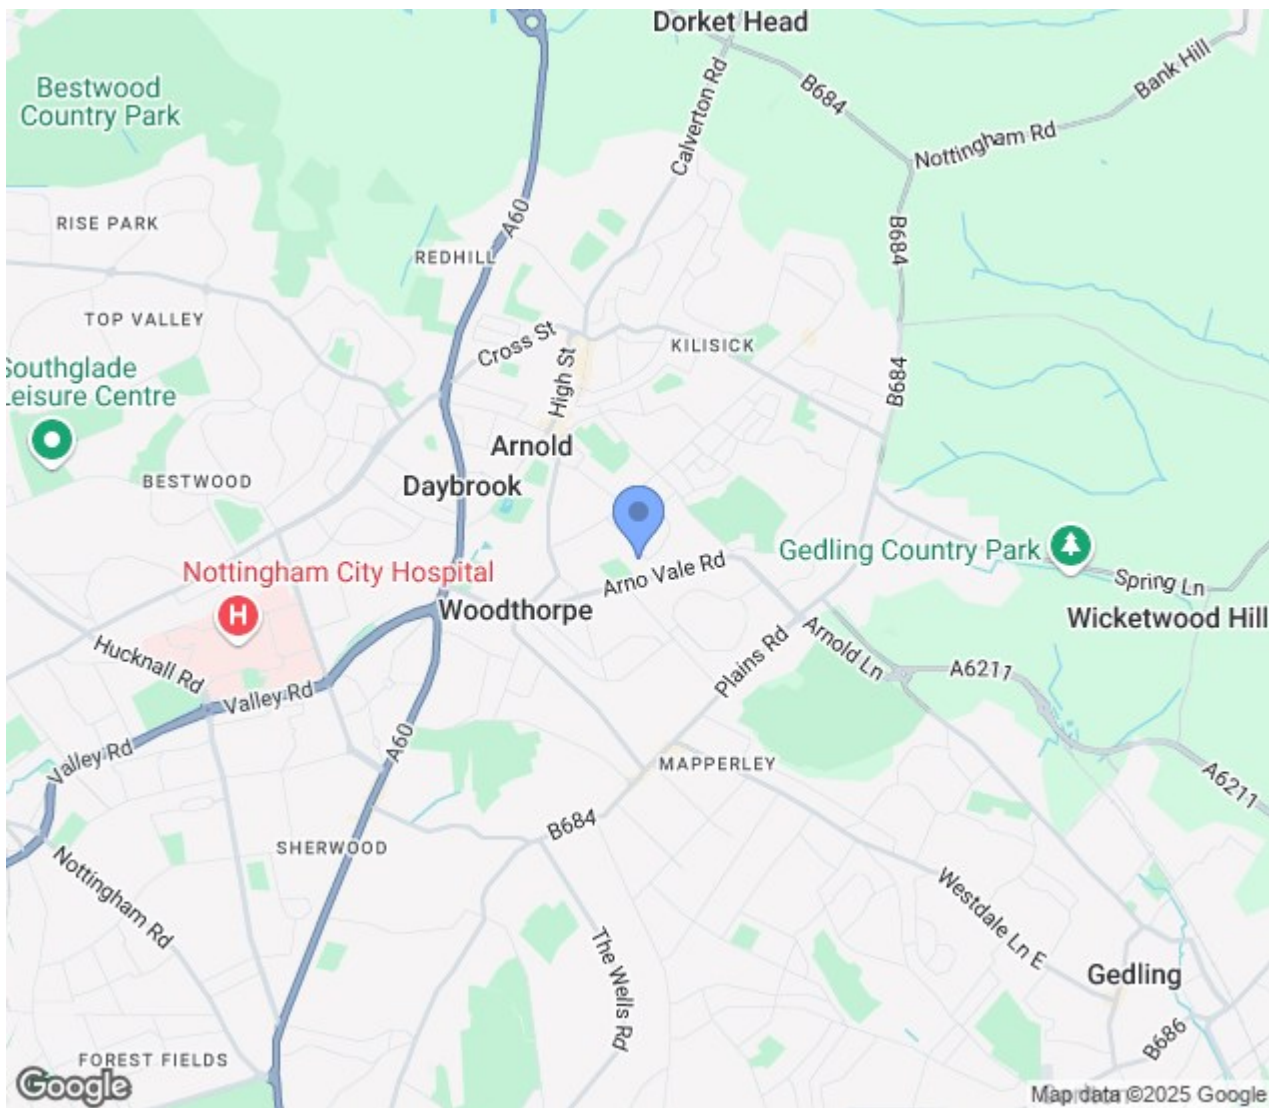 Dorket Head
Bestwood
Country Park
Calverton Rd
B684
Bank Hill
Nottingham Rd
RISE PARK
A60
B684
REDHILL
TOP VALLEY
Cross St
KILISICK
High St
Southglade
Leisure Centre
B684
Arnold
BESTWOOD
Daybrook
Gedling Country Park
Nottingham City Hospital
H
Arno Vale Rd
Spring Ln
Woodthorpe
Wicketwood Hill
Hucknall Rd
Arnold Ln
Plains Rd
A6211
Valley Rd
A60
Valley Rd
MAPPERLEY
A6211
B684
SHERWOOD
Nottingham Rd
Westdale Ln E
The Wells Rd
Gedling
B686
FOREST FIELDS
Google
Map data ©2025 Google